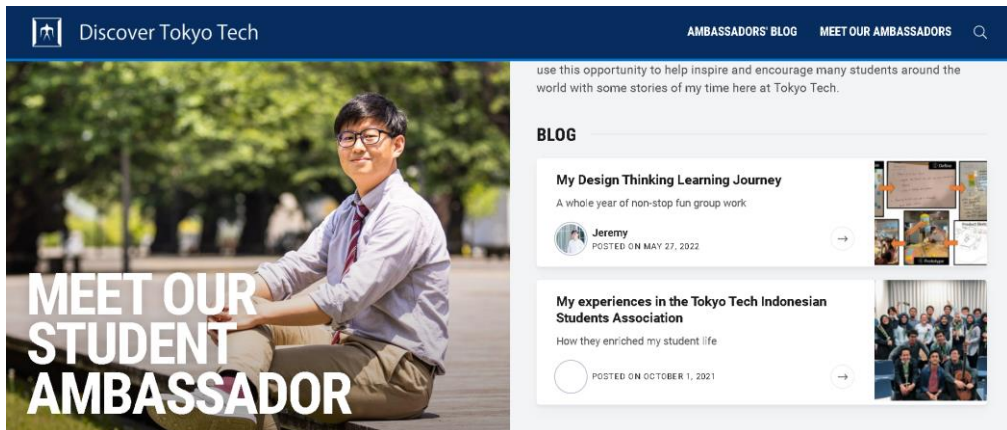 Discover Tokyo Tech
AMBASSADORS' BLOG
MEET OUR AMBASSADORS
use this opportunity to help inspire and encourage many students around the
world with some stories of my time here at Tokyo Tech.
MEET OUR
STUDENT
AMBASSADOR
BLOG
My Design Thinking Learning Journey
A whole year of non-stop fun group work
Jeremy
POSTED ON MAY 27, 2022
My experiences in the Tokyo Tech Indonesian
Students Association
How they enriched my student life
POSTED ON OCTOBER 1, 2021